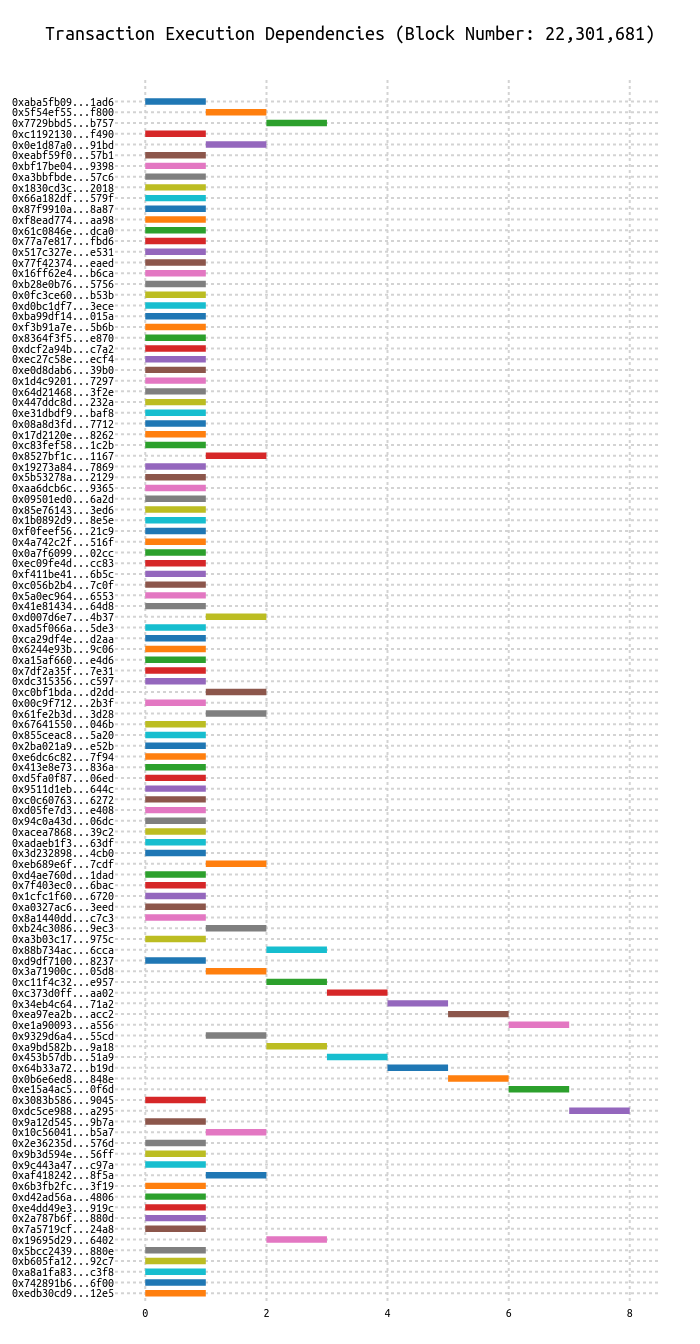 Transaction Execution Dependencies (Block Number: 22,301,681)
0xaba5fb09...1ad6
0x5f54ef55...f800
0x7729bbd5...b757
0xc1192130...f490
0x0e1d87a0...91bd
0xeabf59f0...57b1
0xbf17be04...9398
0xa3bbfbde...57c6
0x1830cd3c...2018
0x66a182df...579f
0x87f9910a...8a87
0xf8ead774...aa98
0x61c0846e...dca0
0x77a7e817...fbd6
0x517c327e...e531
0x77f42374...eaed
0x16ff62e4...b6ca
0xb28e0b76...5756
0x0fc3ce60...b53b
0xd0bc1df7...3ece
0xba99df14...015a
0xf3b91a7e...5b6b
0x8364f3f5...e870
0xdcf2a94b...c7a2
0xec27c58e...ecf4
0xe0d8dab6...39b0
0x1d4c9201...7297
0x64d21468...3f2e
0x447ddc8d...232a
0xe31dbdf9...baf8
0x08a8d3fd...7712
0x17d2120e...8262
0xc83fef58...1c2b
0x8527bf1c...1167
0x19273a84...7869
0x5b53278a...2129
0xaa6dcb6c...9365
0x09501ed0...6a2d
0x85e76143...3ed6
0x1b0892d9...8e5e
0xf0feef56...21c9
0x4a742c2f...516f
0x0a7f6099...02cc
0xec09fe4d...cc83
0xf411be41...6b5c
0xc056b2b4...7c0f
0x5a0ec964...6553
0x41e81434...64d8
0xd007d6e7...4b37
0xad5f066a...5de3
0xca29df4e...d2aa
0x6244e93b...9c06
0xa15af660...e4d6
0x7df2a35f...7e31
0xdc315356...c597
0xc0bf1bda...d2dd
0x00c9f712...2b3f
0x61fe2b3d...3d28
0x67641550...046b
0x855ceac8...5a20
0x2ba021a9...e52b
0xe6dc6c82...7f94
0x413e8e73...836a
0xd5fa0f87...06ed
0x9511d1eb...644c
0xc0c60763...6272
0xd05fe7d3...e408
0x94c0a43d...06dc
0xacea7868...39c2
0xadaeb1f3...63df
0x3d232898...4cb0
0xeb689e6f...7cdf
0xd4ae760d...1dad
0x7f403ec0...6bac
0x1cfc1f60...6720
0xa0327ac6...3eed
0x8a1440dd...c7c3
0xb24c3086...9ec3
0xa3b03c17...975c
0x88b734ac...6cca
0xd9df7100...8237
0x3a71900c...05d8
0xc11f4c32...e957
0xc373d0ff...aa02
0x34eb4c64...71a2
0xea97ea2b...acc2
0xe1a90093...a556
0x9329d6a4...55cd
0xa9bd582b...9a18
0x453b57db...51a9
0x64b33a72...b19d
0x0b6e6ed8...848e
0xe15a4ac5...0f6d
0x3083b586...9045
0xdc5ce988...a295
0x9a12d545...9b7a
0x10c56041...b5a7
0x2e36235d...576d
0x9b3d594e...56ff
0x9c443a47...c97a
0xaf418242...8f5a
0x6b3fb2fc...3f19
0xd42ad56a...4806
0xe4dd49e3...919c
0x2a787b6f...880d
0x7a5719cf...24a8
0x19695d29...6402
0x5bcc2439...880e
0xb605fa12...92c7
0xa8a1fa83...c3f8
0x742891b6...6f00
0xedb30cd9...12e5
0 2 4 6 8